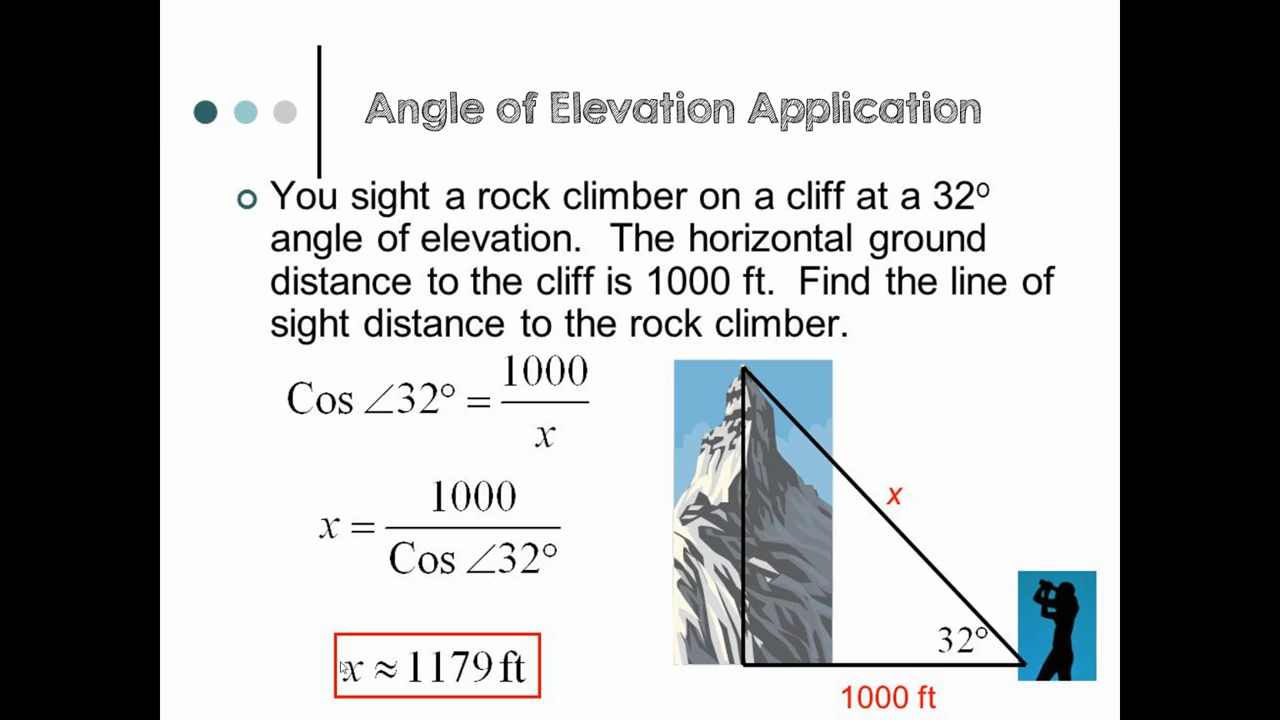 Angle of Elevation Application
You sight a rock climber on a cliff at a 32°
angle of elevation. The horizontal ground
distance to the cliff is 1000 ft. Find the line of
sight distance to the rock climber.
Cos ∠32° = 1000/x
x = 1000/Cos ∠32°
x ≈ 1179 ft
x
32°
1000 ft